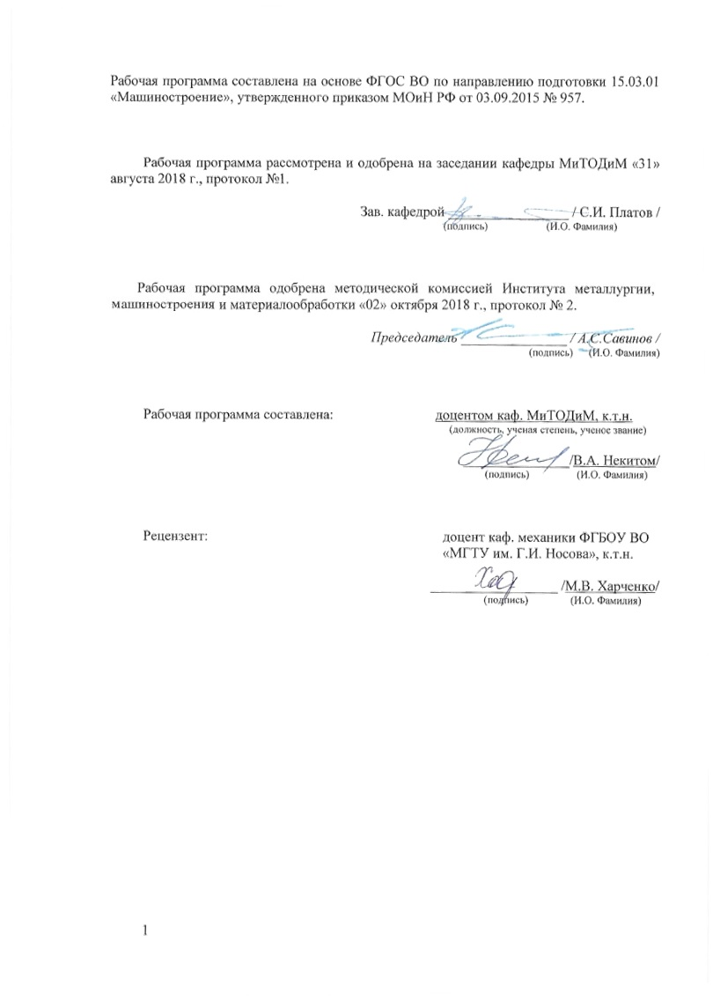 Рабочая программа составлена на основе ФГОС ВО по направлению подготовки 15.03.01
«Машиностроение», утвержденного приказом МОиН РФ от 03.09.2015 № 957.
Рабочая программа рассмотрена и одобрена на заседании кафедры МиТОДиМ «31»
августа 2018 г., протокол №1.
Зав. кафедрой ________________ / С.И. Платов /
(подпись) (И.О. Фамилия)
Рабочая программа одобрена методической комиссией Института металлургии,
машиностроения и материалообработки «02» октября 2018 г., протокол № 2.
Председатель ________________ / А.С.Савинов /
(подпись) (И.О. Фамилия)
Рабочая программа составлена: доцентом каф. МиТОДиМ, к.т.н.
(должность, ученая степень, ученое звание)
________________ /В.А. Некитом/
(подпись) (И.О. Фамилия)
Рецензент: доцент каф. механики ФГБОУ ВО
«МГТУ им. Г.И. Носова», к.т.н.
________________ /М.В. Харченко/
(подпись) (И.О. Фамилия)
1